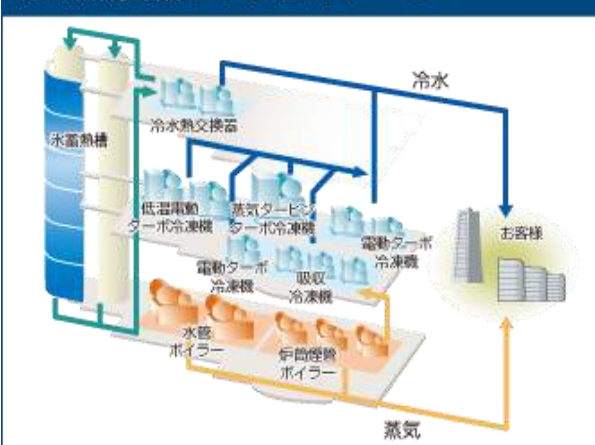 冷水
冷水熱交換器
氷蓄熱槽
低温電動
ターボ冷凍機
蒸気タービン
ターボ冷凍機
電動ターボ
冷凍機
お客様
電動ターボ
冷凍機
吸収
冷凍機
水管
ボイラー
炉筒煙管
ボイラー
蒸気